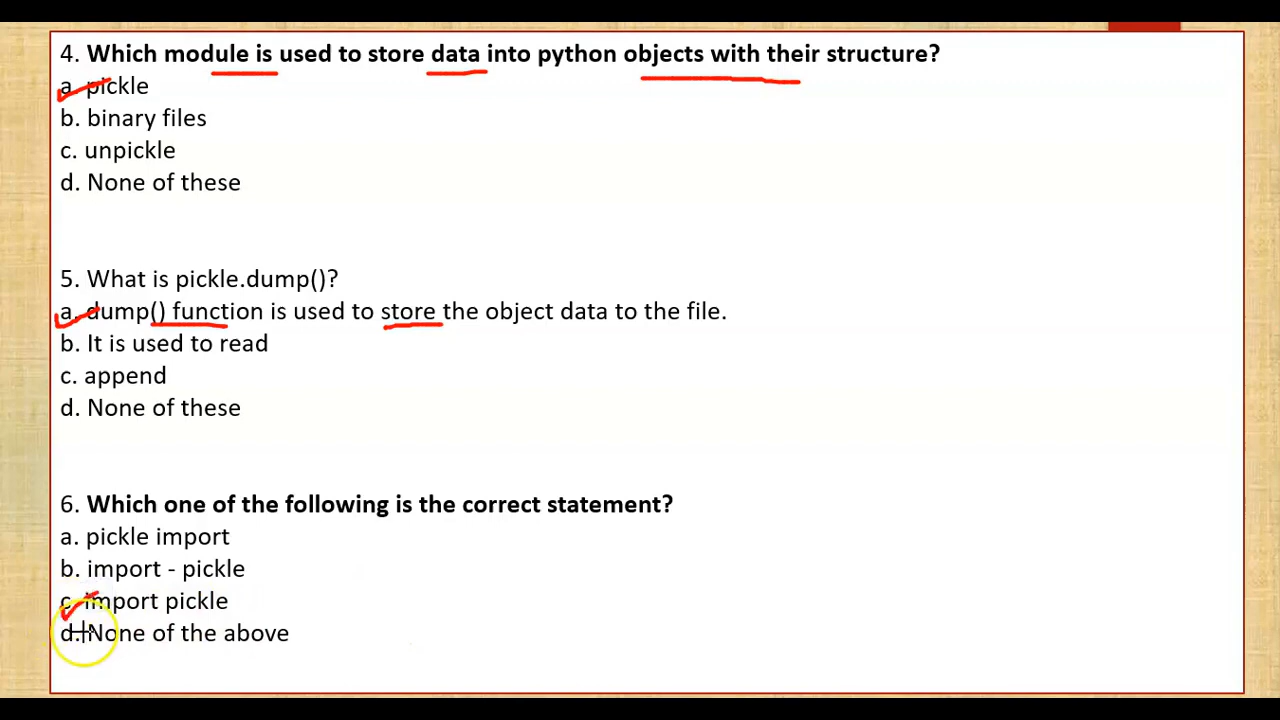 4. Which module is used to store data into python objects with their structure?
a. pickle
b. binary files
c. unpickle
d. None of these
5. What is pickle.dump()?
a. dump() function is used to store the object data to the file.
b. It is used to read
c. append
d. None of these
6. Which one of the following is the correct statement?
a. pickle import
b. import - pickle
c. import pickle
d. None of the above